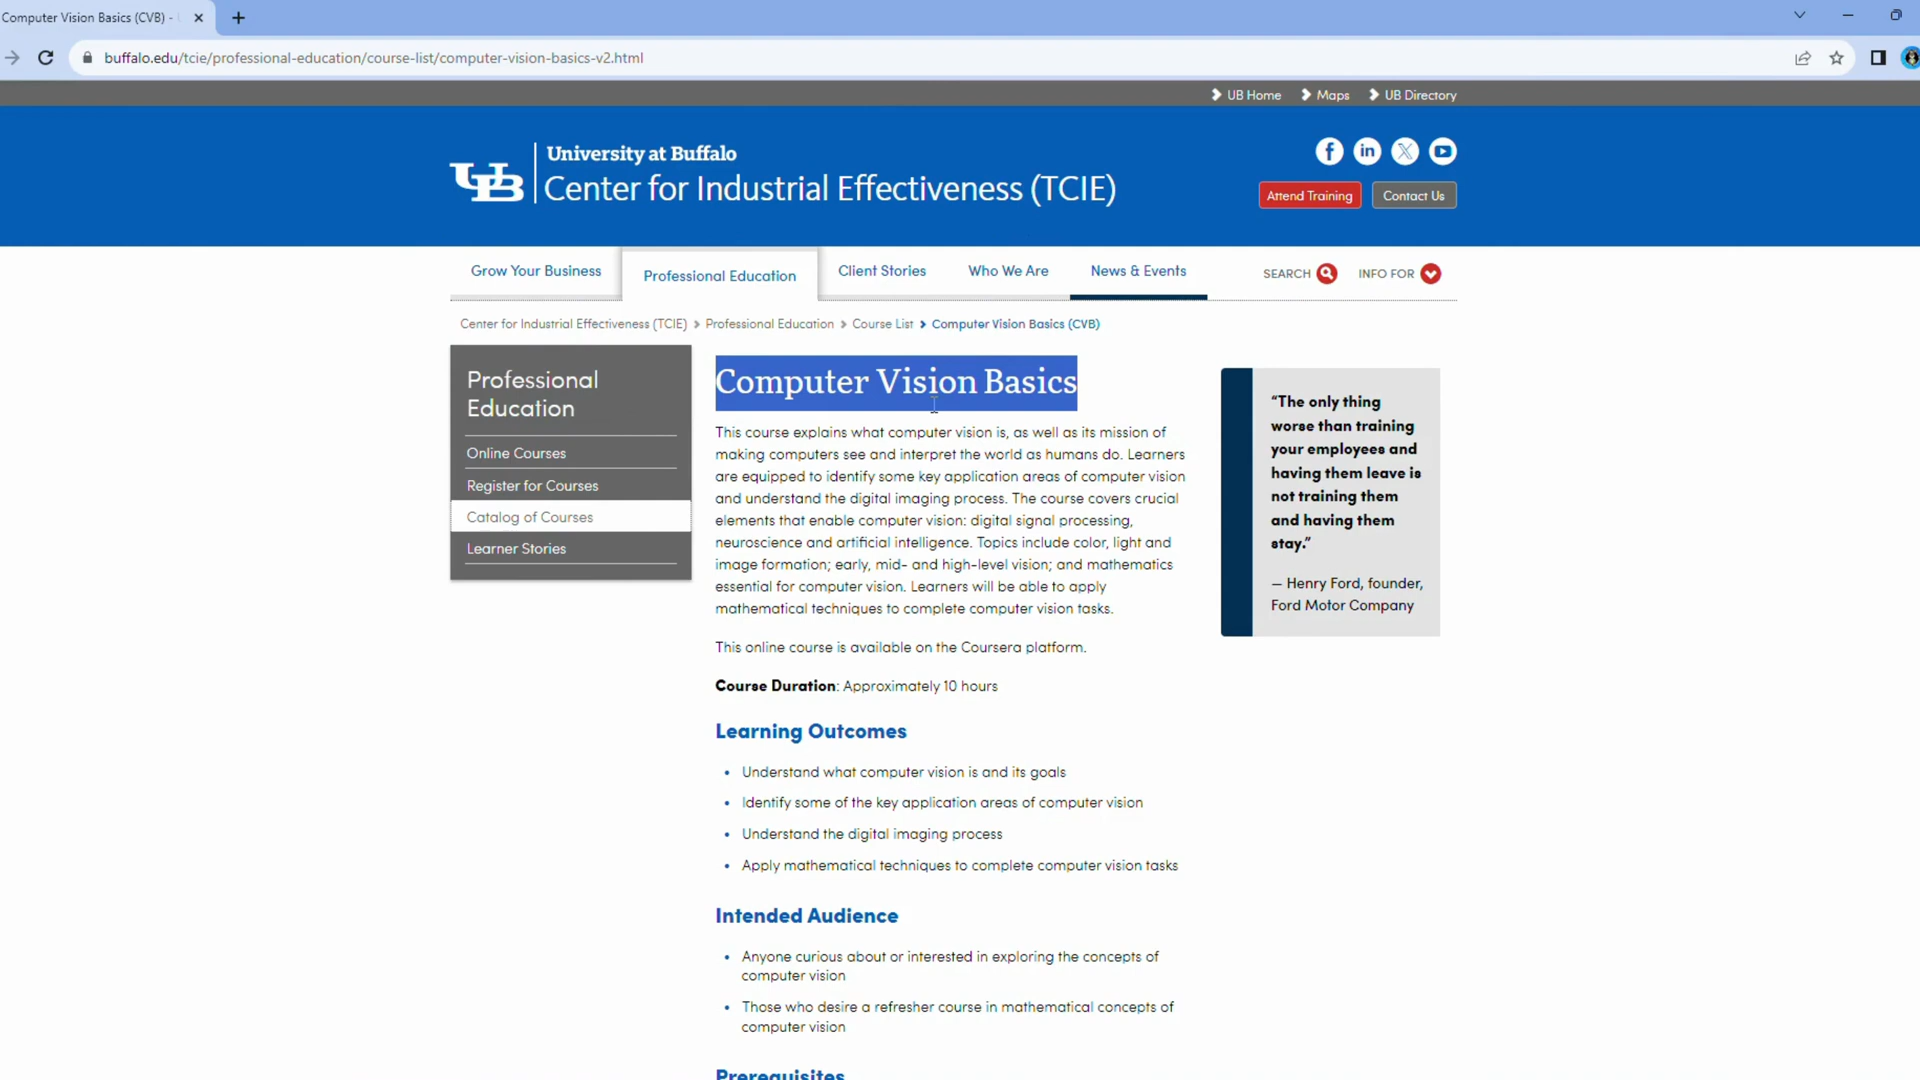 Computer Vision Basics (CVB) -
buffalo.edu/tcie/professional-education/course-list/computer-vision-basics-v2.html
UB Home Maps UB Directory
UB University at Buffalo
Center for Industrial Effectiveness (TCIE)
Attend Training Contact Us
Grow Your Business Professional Education Client Stories Who We Are News & Events SEARCH INFO FOR
Center for Industrial Effectiveness (TCIE) > Professional Education > Course List > Computer Vision Basics (CVB)
Professional
Education
Online Courses
Register for Courses
Catalog of Courses
Learner Stories
Computer Vision Basics
This course explains what computer vision is, as well as its mission of
making computers see and interpret the world as humans do. Learners
are equipped to identify some key application areas of computer vision
and understand the digital imaging process. The course covers crucial
elements that enable computer vision: digital signal processing,
neuroscience and artificial intelligence. Topics include color, light and
image formation; early, mid- and high-level vision; and mathematics
essential for computer vision. Learners will be able to apply
mathematical techniques to complete computer vision tasks.
This online course is available on the Coursera platform.
Course Duration: Approximately 10 hours
Learning Outcomes
• Understand what computer vision is and its goals
• Identify some of the key application areas of computer vision
• Understand the digital imaging process
• Apply mathematical techniques to complete computer vision tasks
Intended Audience
• Anyone curious about or interested in exploring the concepts of
computer vision
• Those who desire a refresher course in mathematical concepts of
computer vision
Prerequisites
“The only thing
worse than training
your employees and
having them leave is
not training them
and having them
stay.”
— Henry Ford, founder,
Ford Motor Company